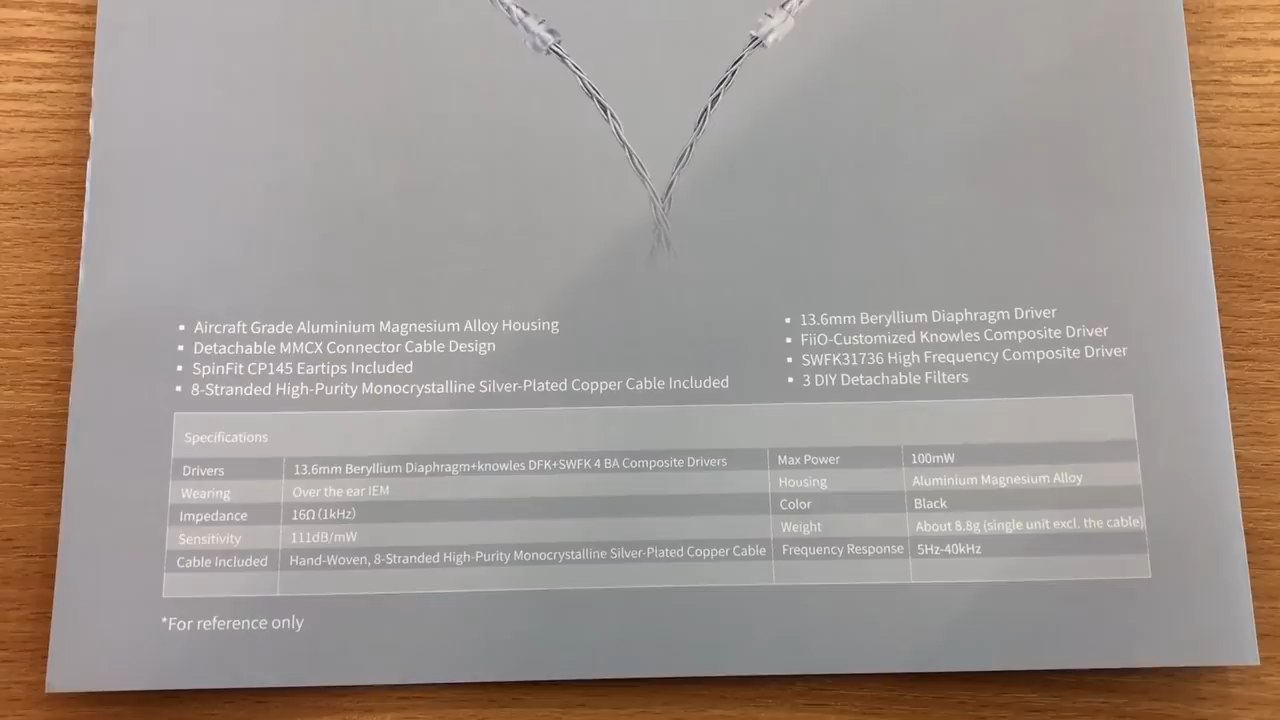 ▪ Aircraft Grade Aluminium Magnesium Alloy Housing
▪ Detachable MMCX Connector Cable Design
▪ SpinFit CP145 Eartips Included
▪ 8-Stranded High-Purity Monocrystalline Silver-Plated Copper Cable Included
▪ 13.6mm Beryllium Diaphragm Driver
▪ FiiO-Customized Knowles Composite Driver
▪ SWFK31736 High Frequency Composite Driver
▪ 3 DIY Detachable Filters
Specifications
Drivers 13.6mm Beryllium Diaphragm+knowles DFK+SWFK 4 BA Composite Drivers
Wearing Over the ear IEM
Impedance 16Ω(1kHz)
Sensitivity 111dB/mW
Cable Included Hand-Woven, 8-Stranded High-Purity Monocrystalline Silver-Plated Copper Cable
Max Power 100mW
Housing Aluminium Magnesium Alloy
Color Black
Weight About 8.8g (single unit excl. the cable)
Frequency Response 5Hz-40kHz
*For reference only